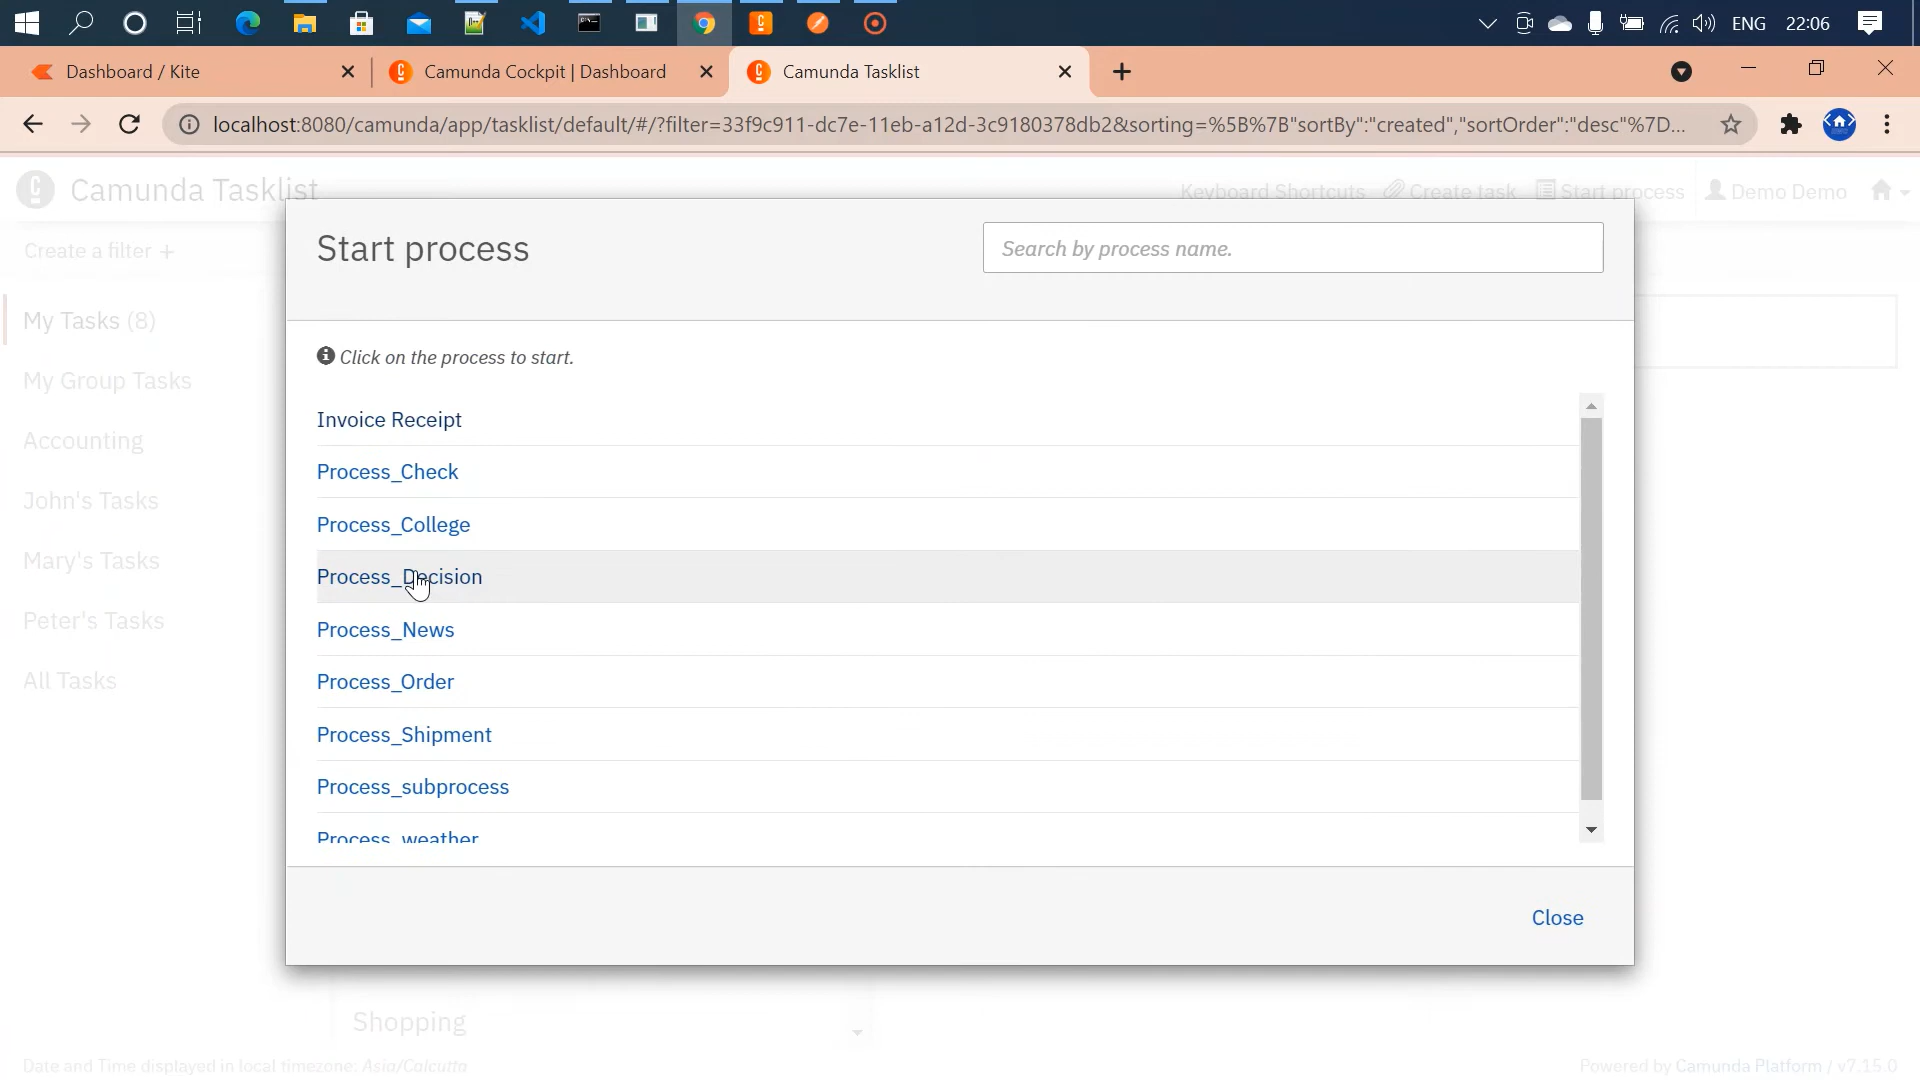 ENG 22:06
Dashboard / Kite
Camunda Cockpit | Dashboard
Camunda Tasklist
localhost:8080/camunda/app/tasklist/default/#/?filter=33f9c911-dc7e-11eb-a12d-3c9180378db2&sorting=%5B%7B"sortBy":"created","sortOrder":"desc"%7D...
Camunda Tasklist
Keyboard Shortcuts Create task Start process Demo Demo
Create a filter +
Start process
Search by process name.
My Tasks (8)
My Group Tasks
Accounting
John's Tasks
Mary's Tasks
Peter's Tasks
All Tasks
Click on the process to start.
Invoice Receipt
Process_Check
Process_College
Process_Decision
Process_News
Process_Order
Process_Shipment
Process_subprocess
Process_weather
Close
Shopping
Date and Time displayed in local timezone: Asia/Calcutta
Powered by Camunda Platform / v7.15.0